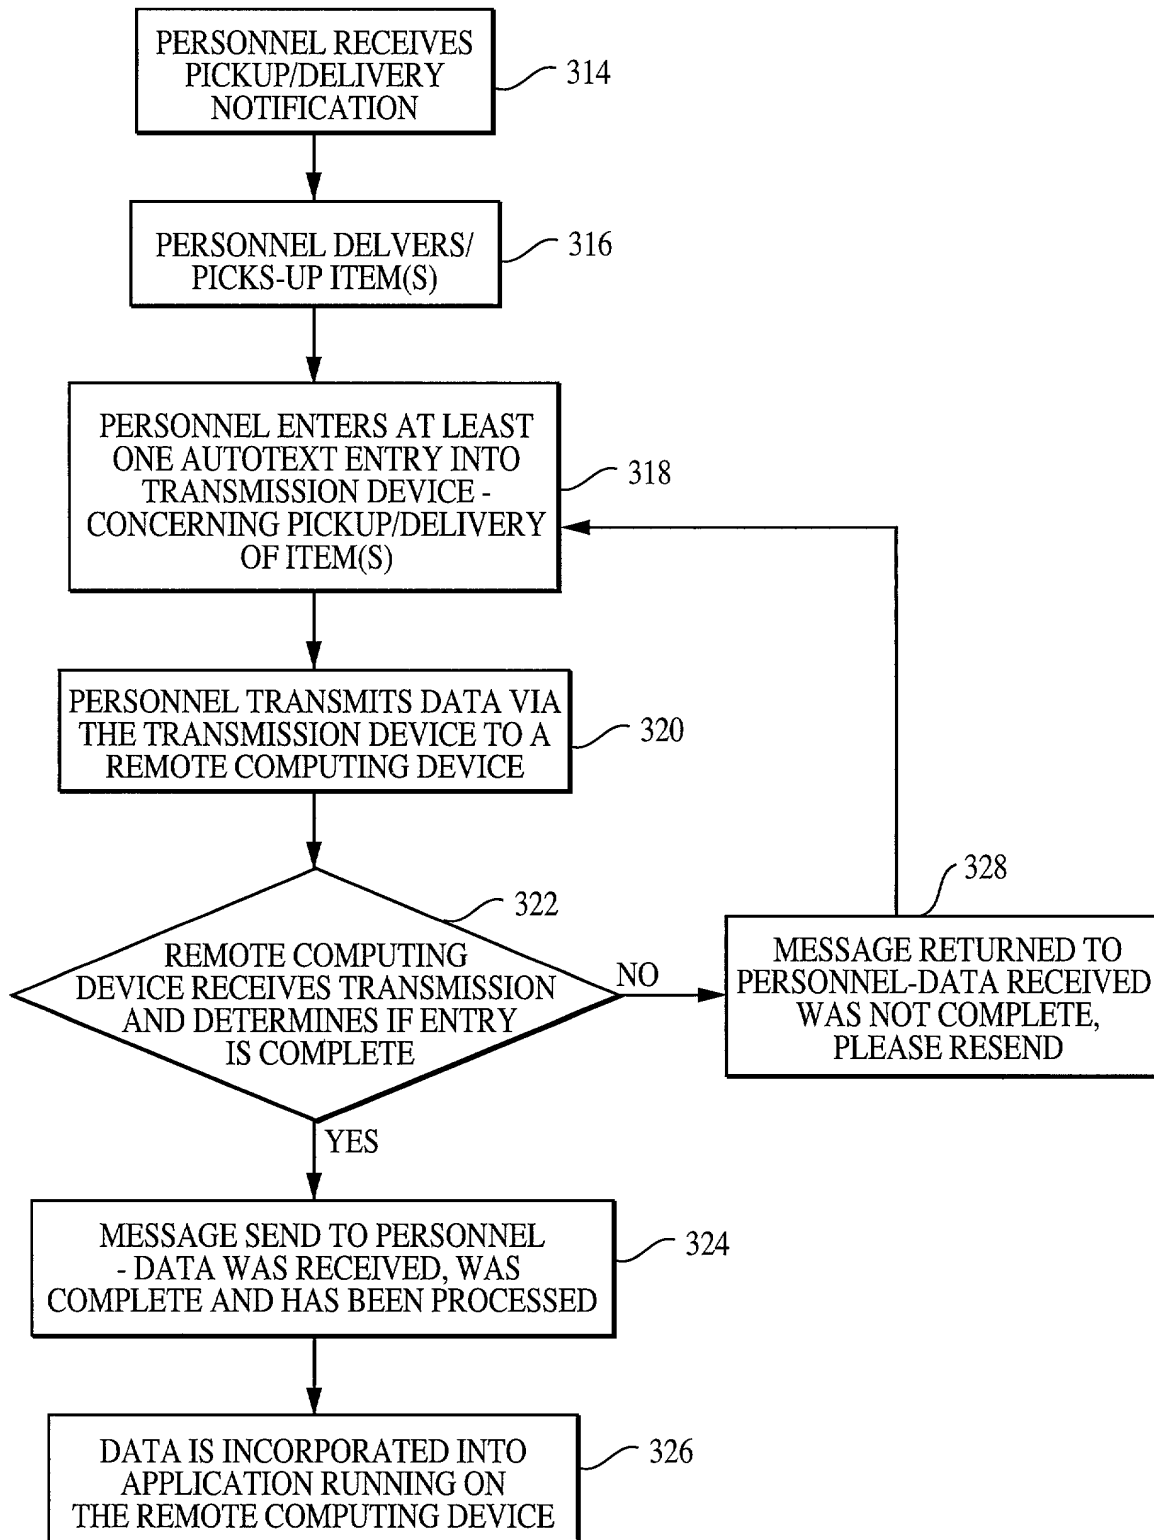 PERSONNEL RECEIVES
PICKUP/DELIVERY
NOTIFICATION
314
PERSONNEL DELVERS/
PICKS-UP ITEM(S)
316
PERSONNEL ENTERS AT LEAST
ONE AUTOTEXT ENTRY INTO
TRANSMISSION DEVICE -
CONCERNING PICKUP/DELIVERY
OF ITEM(S)
318
PERSONNEL TRANSMITS DATA VIA
THE TRANSMISSION DEVICE TO A
REMOTE COMPUTING DEVICE
320
REMOTE COMPUTING
DEVICE RECEIVES TRANSMISSION
AND DETERMINES IF ENTRY
IS COMPLETE
322
NO
328
MESSAGE RETURNED TO
PERSONNEL-DATA RECEIVED
WAS NOT COMPLETE,
PLEASE RESEND
YES
MESSAGE SEND TO PERSONNEL
- DATA WAS RECEIVED, WAS
COMPLETE AND HAS BEEN PROCESSED
324
DATA IS INCORPORATED INTO
APPLICATION RUNNING ON
THE REMOTE COMPUTING DEVICE
326